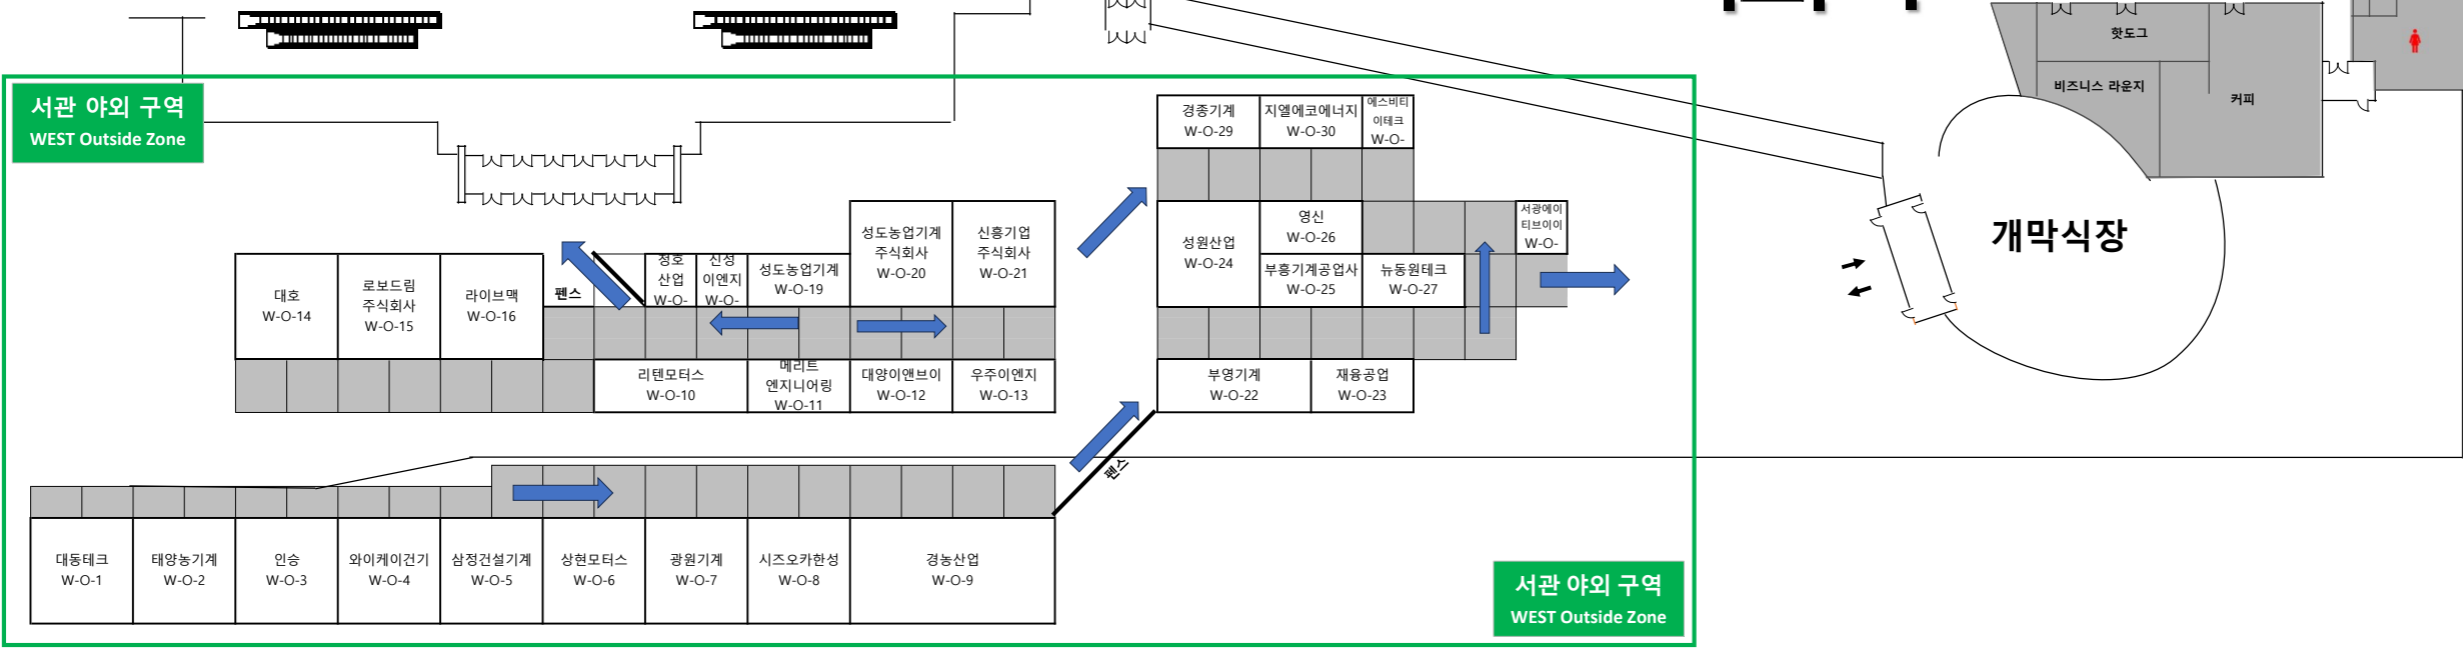 핫도그
비즈니스 라운지
커피
서관 야외 구역
WEST Outside Zone
경종기계
W-O-29
지엘에코에너지
W-O-30
에스비티
이테크
W-O-
성원산업
W-O-24
영신
W-O-26
부흥기계공업사
W-O-25
뉴동원테크
W-O-27
서광에이
티브이이
W-O-
개막식장
대호
W-O-14
로보드림
주식회사
W-O-15
라이브맥
W-O-16
펜스
정호
산업
W-O-
신성
이엔지
W-O-
성도농업기계
W-O-19
성도농업기계
주식회사
W-O-20
신흥기업
주식회사
W-O-21
리텐모터스
W-O-10
메리트
엔지니어링
W-O-11
대양이앤브이
W-O-12
우주이엔지
W-O-13
부영기계
W-O-22
재융공업
W-O-23
펜스
대동테크
W-O-1
태양농기계
W-O-2
인승
W-O-3
와이케이건기
W-O-4
삼정건설기계
W-O-5
상현모터스
W-O-6
광원기계
W-O-7
시즈오카한성
W-O-8
경농산업
W-O-9
서관 야외 구역
WEST Outside Zone